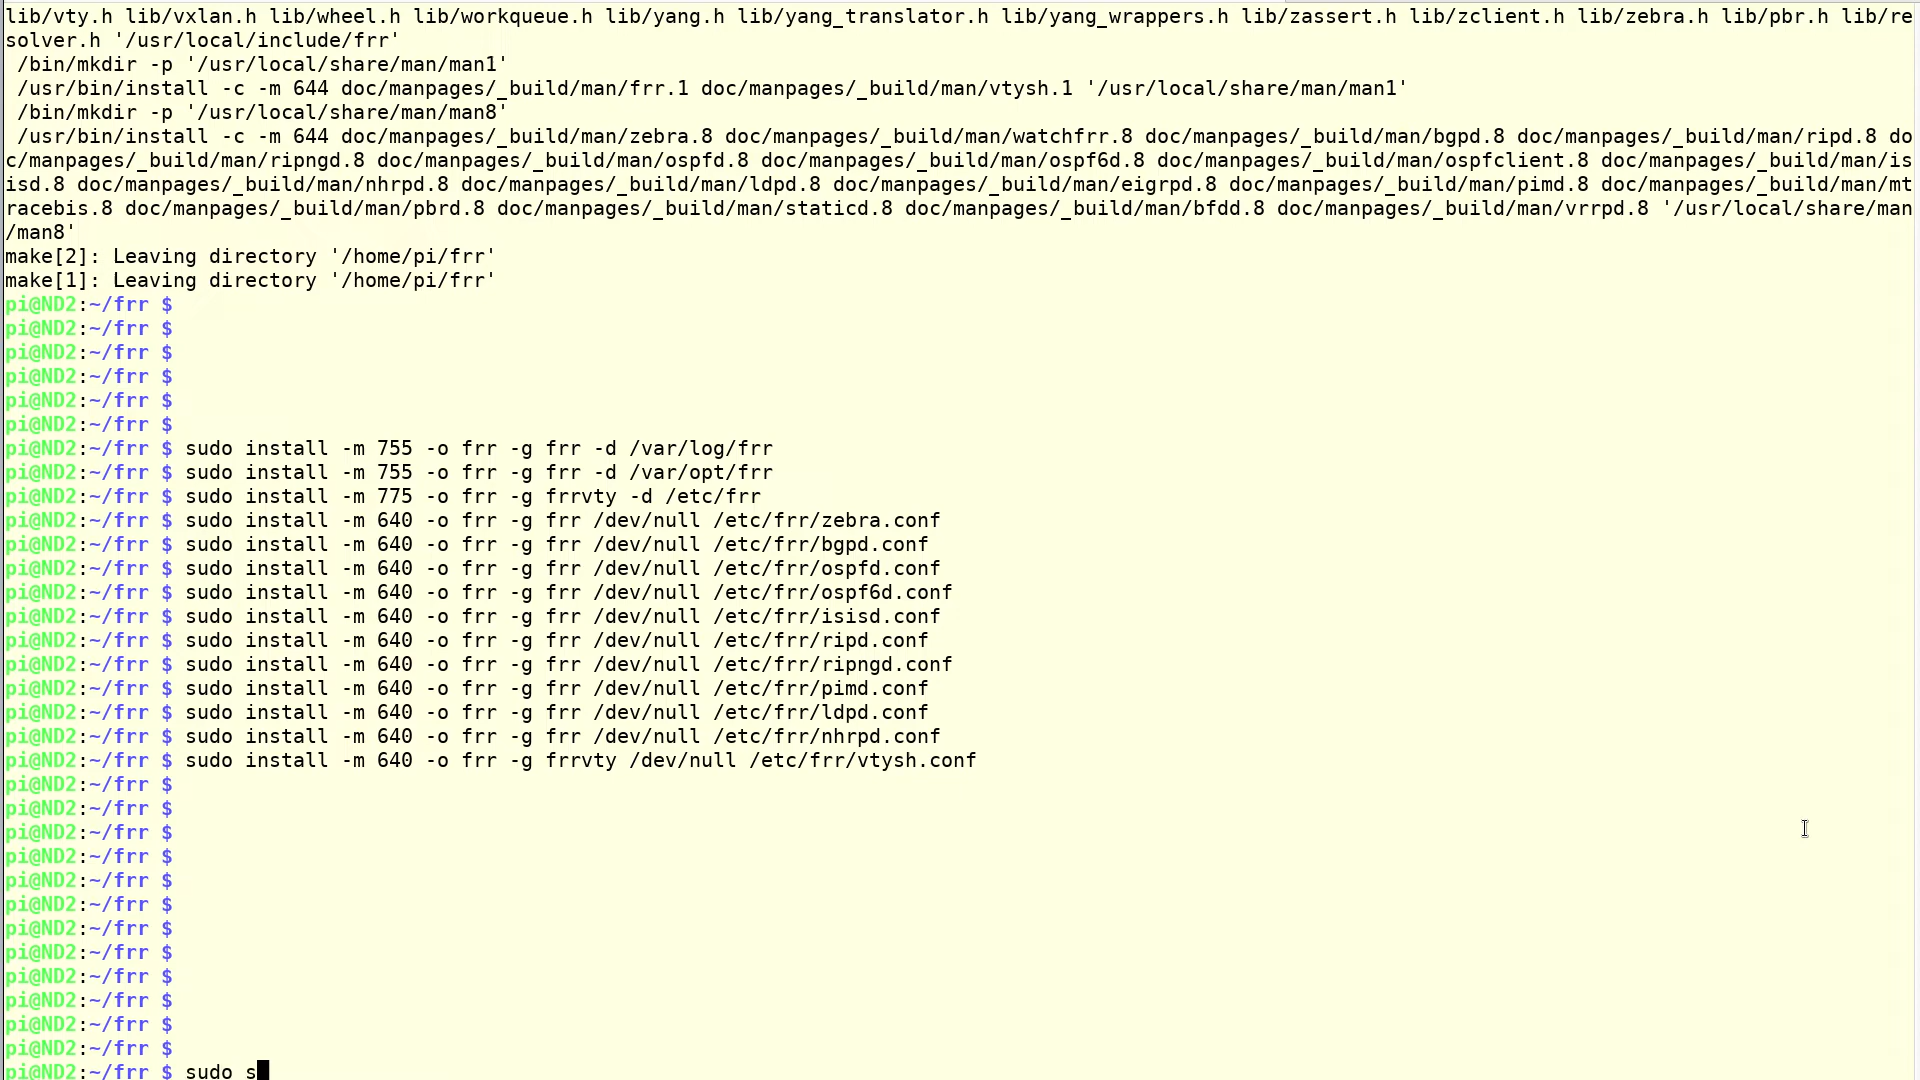 lib/vty.h lib/vxlan.h lib/wheel.h lib/workqueue.h lib/yang.h lib/yang_translator.h lib/yang_wrappers.h lib/zassert.h lib/zclient.h lib/zebra.h lib/pbr.h lib/re
solver.h '/usr/local/include/frr'
 /bin/mkdir -p '/usr/local/share/man/man1'
 /usr/bin/install -c -m 644 doc/manpages/_build/man/frr.1 doc/manpages/_build/man/vtysh.1 '/usr/local/share/man/man1'
 /bin/mkdir -p '/usr/local/share/man/man8'
 /usr/bin/install -c -m 644 doc/manpages/_build/man/zebra.8 doc/manpages/_build/man/watchfrr.8 doc/manpages/_build/man/bgpd.8 doc/manpages/_build/man/ripd.8 do
c/manpages/_build/man/ripngd.8 doc/manpages/_build/man/ospfd.8 doc/manpages/_build/man/ospf6d.8 doc/manpages/_build/man/ospfclient.8 doc/manpages/_build/man/is
isd.8 doc/manpages/_build/man/nhrpd.8 doc/manpages/_build/man/ldpd.8 doc/manpages/_build/man/eigrpd.8 doc/manpages/_build/man/pimd.8 doc/manpages/_build/man/mt
racebis.8 doc/manpages/_build/man/pbrd.8 doc/manpages/_build/man/staticd.8 doc/manpages/_build/man/bfdd.8 doc/manpages/_build/man/vrrpd.8 '/usr/local/share/man
/man8'
make[2]: Leaving directory '/home/pi/frr'
make[1]: Leaving directory '/home/pi/frr'
pi@ND2:~/frr $
pi@ND2:~/frr $
pi@ND2:~/frr $
pi@ND2:~/frr $
pi@ND2:~/frr $
pi@ND2:~/frr $
pi@ND2:~/frr $ sudo install -m 755 -o frr -g frr -d /var/log/frr
pi@ND2:~/frr $ sudo install -m 755 -o frr -g frr -d /var/opt/frr
pi@ND2:~/frr $ sudo install -m 775 -o frr -g frrvty -d /etc/frr
pi@ND2:~/frr $ sudo install -m 640 -o frr -g frr /dev/null /etc/frr/zebra.conf
pi@ND2:~/frr $ sudo install -m 640 -o frr -g frr /dev/null /etc/frr/bgpd.conf
pi@ND2:~/frr $ sudo install -m 640 -o frr -g frr /dev/null /etc/frr/ospfd.conf
pi@ND2:~/frr $ sudo install -m 640 -o frr -g frr /dev/null /etc/frr/ospf6d.conf
pi@ND2:~/frr $ sudo install -m 640 -o frr -g frr /dev/null /etc/frr/isisd.conf
pi@ND2:~/frr $ sudo install -m 640 -o frr -g frr /dev/null /etc/frr/ripd.conf
pi@ND2:~/frr $ sudo install -m 640 -o frr -g frr /dev/null /etc/frr/ripngd.conf
pi@ND2:~/frr $ sudo install -m 640 -o frr -g frr /dev/null /etc/frr/pimd.conf
pi@ND2:~/frr $ sudo install -m 640 -o frr -g frr /dev/null /etc/frr/ldpd.conf
pi@ND2:~/frr $ sudo install -m 640 -o frr -g frr /dev/null /etc/frr/nhrpd.conf
pi@ND2:~/frr $ sudo install -m 640 -o frr -g frrvty /dev/null /etc/frr/vtysh.conf
pi@ND2:~/frr $
pi@ND2:~/frr $
pi@ND2:~/frr $
pi@ND2:~/frr $
pi@ND2:~/frr $
pi@ND2:~/frr $
pi@ND2:~/frr $
pi@ND2:~/frr $
pi@ND2:~/frr $
pi@ND2:~/frr $
pi@ND2:~/frr $
pi@ND2:~/frr $
pi@ND2:~/frr $ sudo s